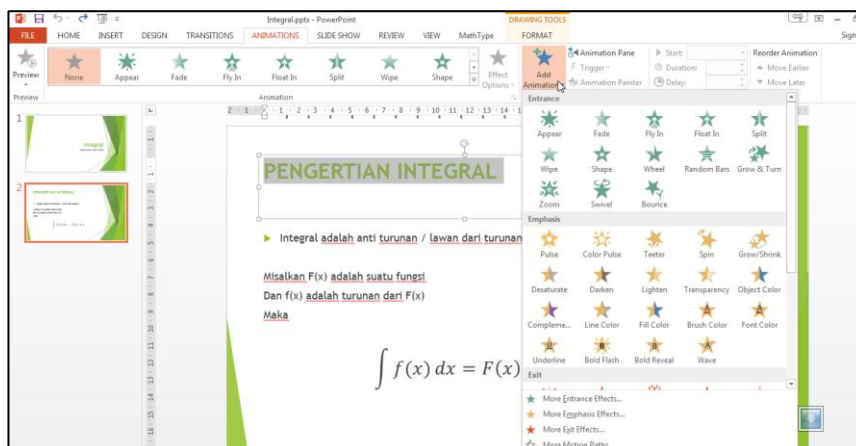 Integral.pptx - PowerPoint
DRAWING TOOLS
FILE HOME INSERT DESIGN TRANSITIONS ANIMATIONS SLIDE SHOW REVIEW VIEW MathType FORMAT Sign
Preview
None Appear Fade Fly In Float In Split Wipe Shape
Effect
Options
Add
Animation
Animation Pane
Trigger
Animation Painter
Start:
Duration:
Delay:
Reorder Animation
Move Earlier
Move Later
Preview
Animation
1
Integral
2
PENGERTIAN INTEGRAL
PENGERTIAN INTEGRAL
Integral adalah anti turunan / lawan dari turunan
Misalkan F(x) adalah suatu fungsi
Dan f(x) adalah turunan dari F(x)
Maka
∫ f(x) dx = F(x)
Entrance
Appear Fade Fly In Float In Split
Wipe Shape Wheel Random Bars Grow & Turn
Zoom Swivel Bounce
Emphasis
Pulse Color Pulse Teeter Spin Grow/Shrink
Desaturate Darken Lighten Transparency Object Color
Compleme... Line Color Fill Color Brush Color Font Color
Underline Bold Flash Bold Reveal Wave
Exit
More Entrance Effects...
More Emphasis Effects...
More Exit Effects...
More Motion Paths...